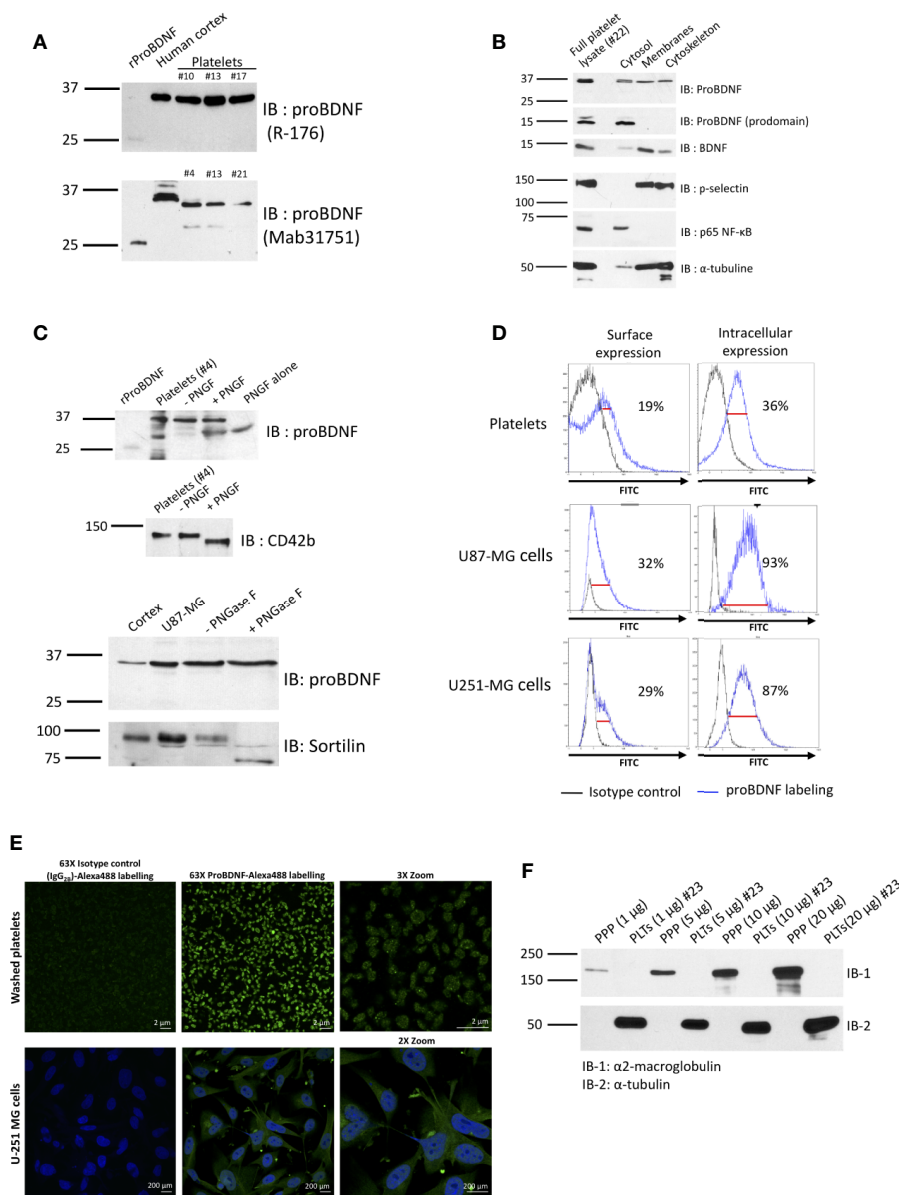 A
rProBDNF
Human cortex
Platelets
#10 #13 #17
37
25
IB : proBDNF
(R-176)
#4 #13 #21
37
25
IB : proBDNF
(Mab31751)
B
Full platelet
lysate (#22)
Cytosol
Membranes
Cytoskeleton
37
25
IB: ProBDNF
15
IB: ProBDNF (prodomain)
15
IB : BDNF
150
100
IB : p-selectin
75
IB : p65 NF-κB
50
IB : α-tubuline
C
rProBDNF
Platelets (#4)
- PNGF
+ PNGF
PNGF alone
37
25
IB : proBDNF
Platelets (#4)
- PNGF
+ PNGF
150
IB : CD42b
Cortex
U87-MG
- PNGase F
+ PNGase F
37
25
IB: proBDNF
100
75
IB: Sortilin
D
Surface
expression
Intracellular
expression
Platelets
19%
36%
FITC
FITC
U87-MG cells
32%
93%
FITC
FITC
U251-MG cells
29%
87%
FITC
FITC
Isotype control
proBDNF labeling
E
63X Isotype control
(IgG2B)-Alexa488 labelling
63X ProBDNF-Alexa488 labelling
3X Zoom
Washed platelets
2 µm
2 µm
2 µm
2X Zoom
U-251 MG cells
200 µm
200 µm
200 µm
F
PPP (1 µg)
PLTs (1 µg) #23
PPP (5 µg)
PLTs (5 µg) #23
PPP (10 µg)
PLTs (10 µg) #23
PPP (20 µg)
PLTs(20 µg) #23
250
150
IB-1
50
IB-2
IB-1: α2-macroglobulin
IB-2: α-tubulin